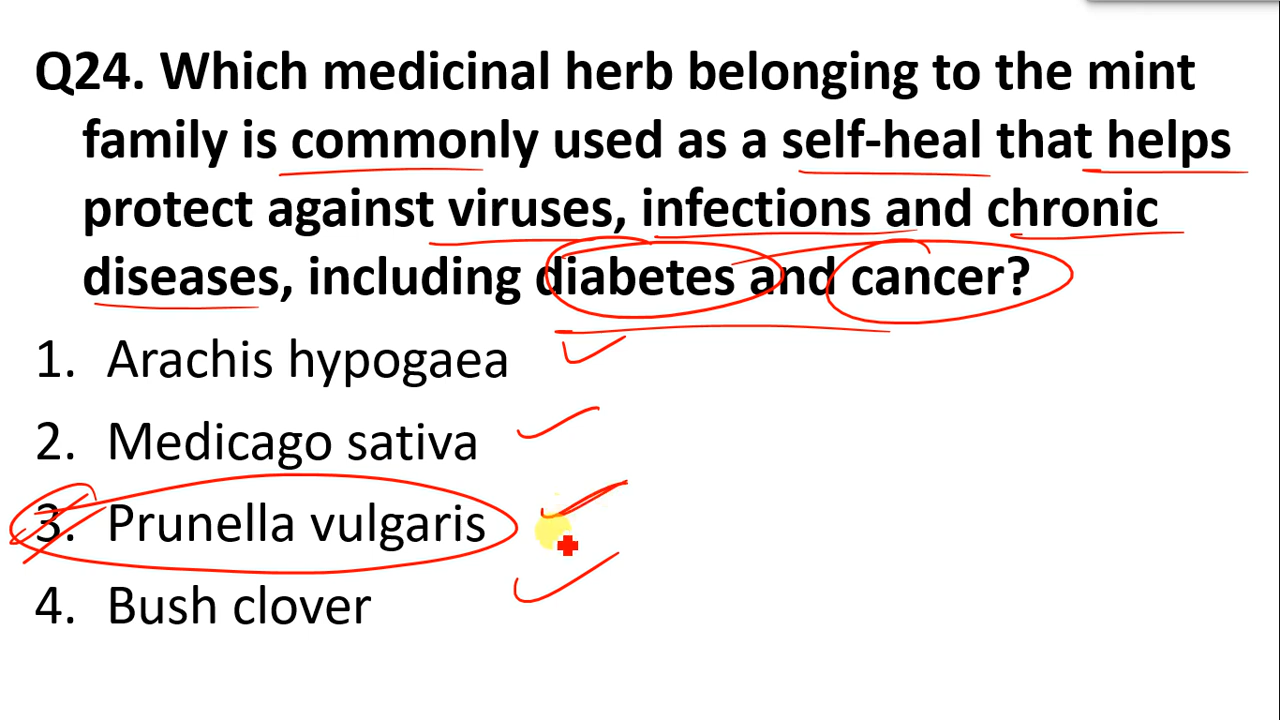 Q24. Which medicinal herb belonging to the mint
family is commonly used as a self-heal that helps
protect against viruses, infections and chronic
diseases, including diabetes and cancer?
1. Arachis hypogaea
2. Medicago sativa
3. Prunella vulgaris
4. Bush clover